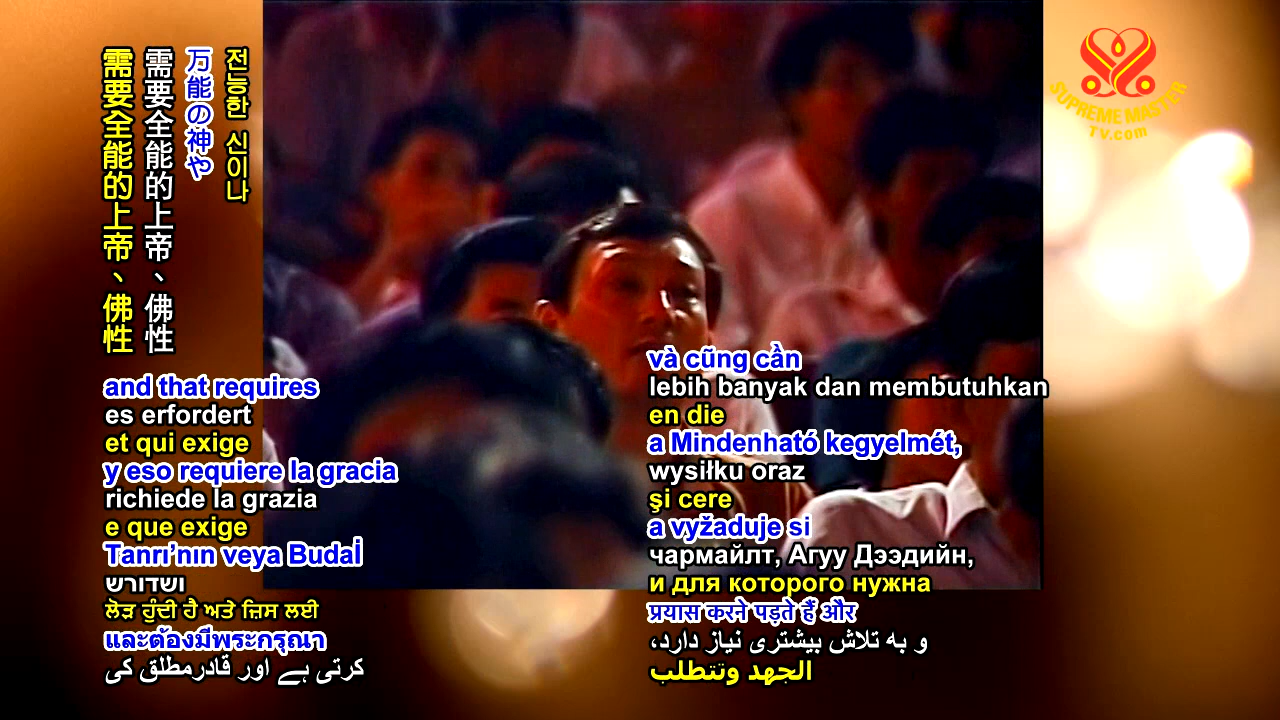 전능한 신이나
万能の神や
需要全能的上帝、佛性
需要全能的上帝、佛性
SUPREME MASTER
TV.com
and that requires
es erfordert
et qui exige
y eso requiere la gracia
richiede la grazia
e que exige
Tanrı’nın veya Budaİ
ושדורש
ਲੋੜ ਹੁੰਦੀ ਹੈ ਅਤੇ ਜ਼ਿਸ ਲਈ
และต้องมีพระกรุณา
کرتی ہے اور قادرمطلق کی
và cũng cần
lebih banyak dan membutuhkan
en die
a Mindenható kegyelmét,
wysiłku oraz
şi cere
a vyžaduje si
чармайлт, Агуу Дээдийн,
и для которого нужна
प्रयास करने पड़ते हैं और
و به تلاش بیشتری نیاز دارد،
الجهد وتتطلب